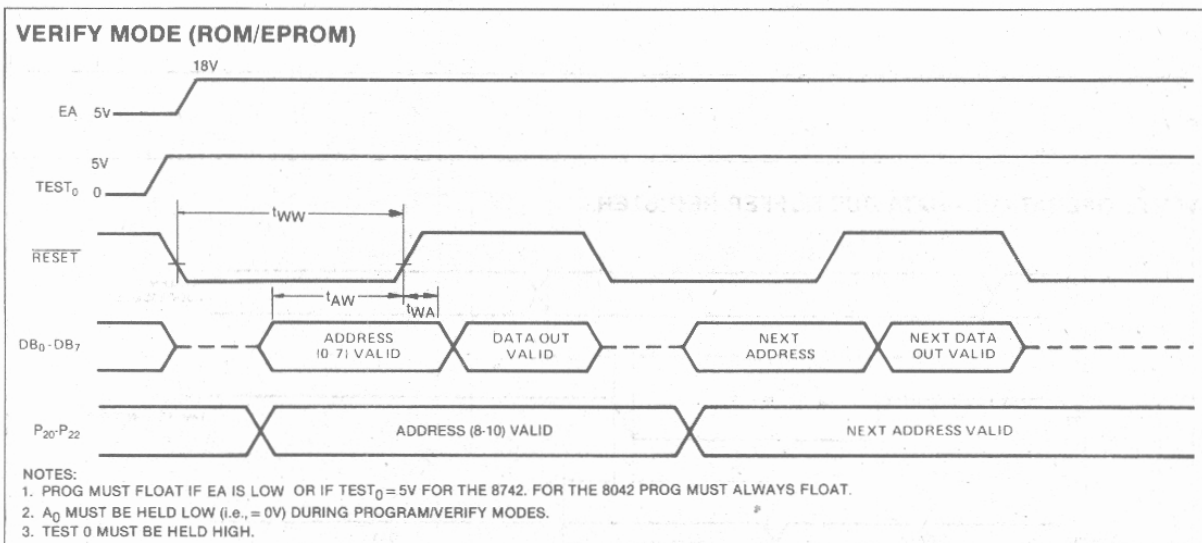 VERIFY MODE (ROM/EPROM)
18V
EA 5V
5V
TEST₀ 0
tWW
RESET
tAW
tWA
DB₀-DB₇
ADDRESS (0-7) VALID
DATA OUT VALID
NEXT ADDRESS
NEXT DATA OUT VALID
P₂₀-P₂₂
ADDRESS (8-10) VALID
NEXT ADDRESS VALID
NOTES:
1. PROG MUST FLOAT IF EA IS LOW OR IF TEST₀ = 5V FOR THE 8742. FOR THE 8042 PROG MUST ALWAYS FLOAT.
2. A₀ MUST BE HELD LOW (i.e., = 0V) DURING PROGRAM/VERIFY MODES.
3. TEST 0 MUST BE HELD HIGH.